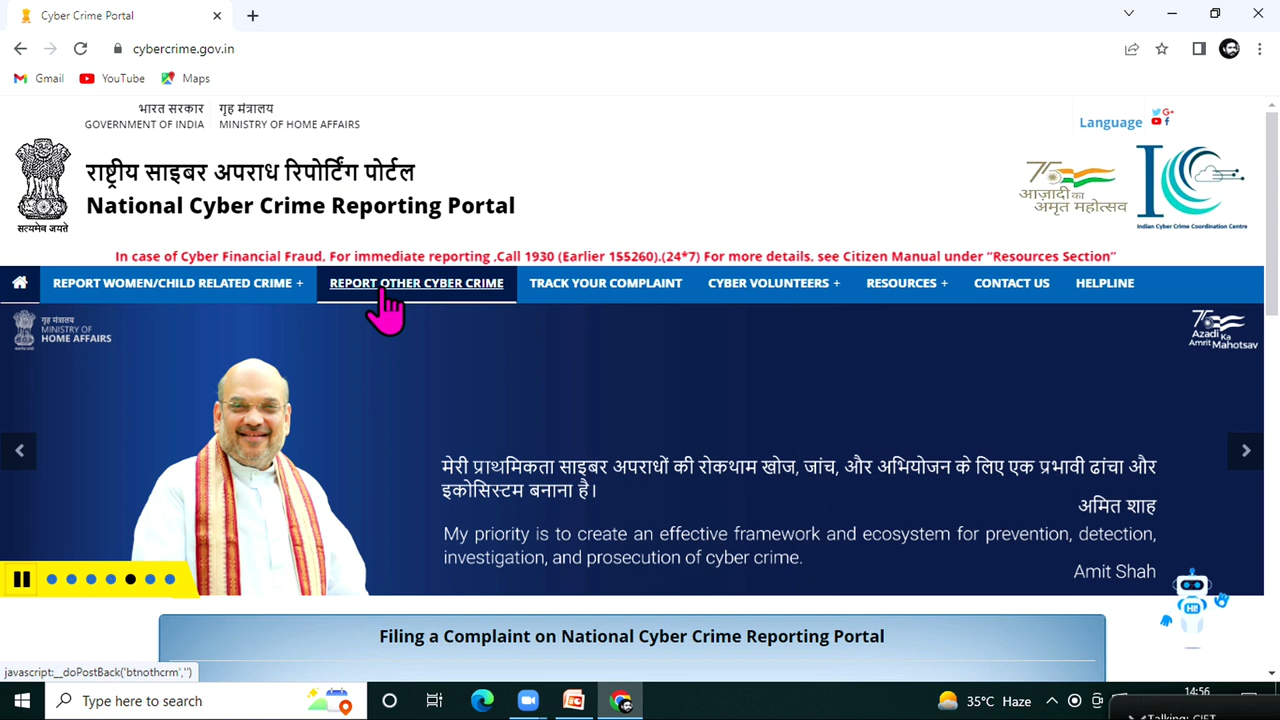 Cyber Crime Portal
cybercrime.gov.in
Gmail YouTube Maps
भारत सरकार गृह मंत्रालय
GOVERNMENT OF INDIA MINISTRY OF HOME AFFAIRS
Language
राष्ट्रीय साइबर अपराध रिपोर्टिंग पोर्टल
National Cyber Crime Reporting Portal
सत्यमेव जयते
75
आज़ादी का
अमृत महोत्सव
Indian Cyber Crime Coordination Centre
In case of Cyber Financial Fraud, For immediate reporting ,Call 1930 (Earlier 155260).(24*7) For more details, see Citizen Manual under “Resources Section”
REPORT WOMEN/CHILD RELATED CRIME + REPORT OTHER CYBER CRIME TRACK YOUR COMPLAINT CYBER VOLUNTEERS + RESOURCES + CONTACT US HELPLINE
गृह मंत्रालय
MINISTRY OF
HOME AFFAIRS
75
Azadi Ka
Amrit Mahotsav
मेरी प्राथमिकता साइबर अपराधों की रोकथाम खोज, जांच, और अभियोजन के लिए एक प्रभावी ढांचा और
इकोसिस्टम बनाना है।
अमित शाह
My priority is to create an effective framework and ecosystem for prevention, detection,
investigation, and prosecution of cyber crime.
Amit Shah
HI!
Filing a Complaint on National Cyber Crime Reporting Portal
javascript:__doPostBack('btnothcrm','')
Type here to search
35°C Haze
14:56
Talking: CIET